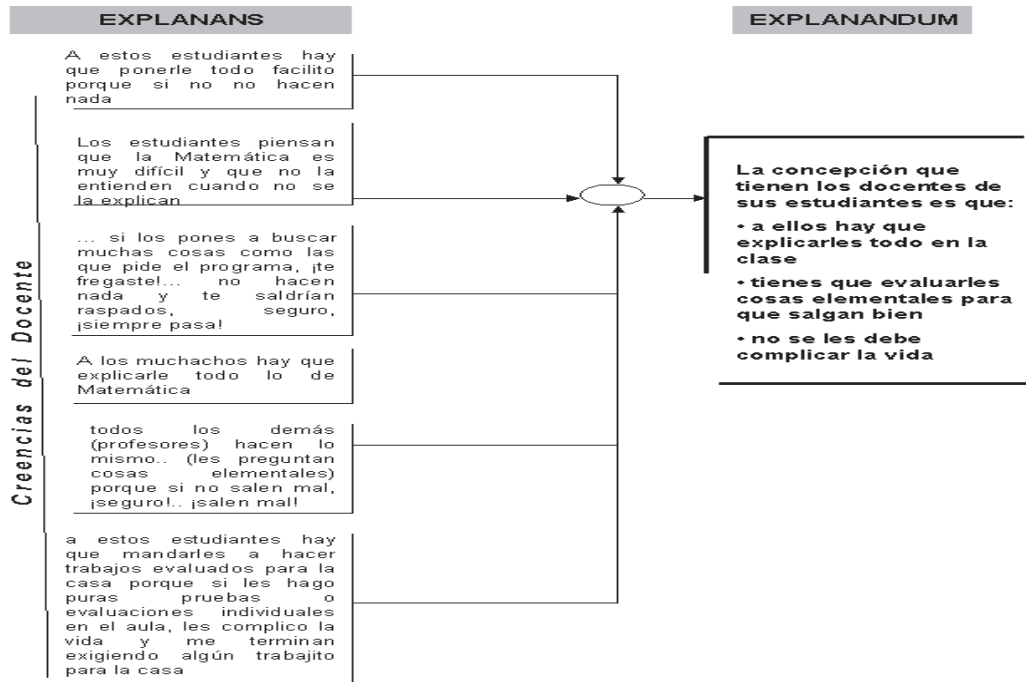 EXPLANANS
EXPLANANDUM
Creencias del Docente
A estos estudiantes hay
que ponerle todo facilito
porque si no no hacen
nada
Los estudiantes piensan
que la Matemática es
muy difícil y que no la
entienden cuando no se
la explican
... si los pones a buscar
muchas cosas como las
que pide el programa, ¡te
fregaste!... no hacen
nada y te saldrían
raspados, seguro,
¡siempre pasa!
A los muchachos hay que
explicarle todo lo de
Matemática
todos los demás
(profesores) hacen lo
mismo.. (les preguntan
cosas elementales)
porque si no salen mal,
¡seguro!.. ¡salen mal!
a estos estudiantes hay
que mandarles a hacer
trabajos evaluados para la
casa porque si les hago
puras pruebas o
evaluaciones individuales
en el aula, les complico la
vida y me terminan
exigiendo algún trabajito
para la casa
La concepción que
tienen los docentes de
sus estudiantes es que:
• a ellos hay que
explicarles todo en la
clase
• tienes que evaluarles
cosas elementales para
que salgan bien
• no se les debe
complicar la vida